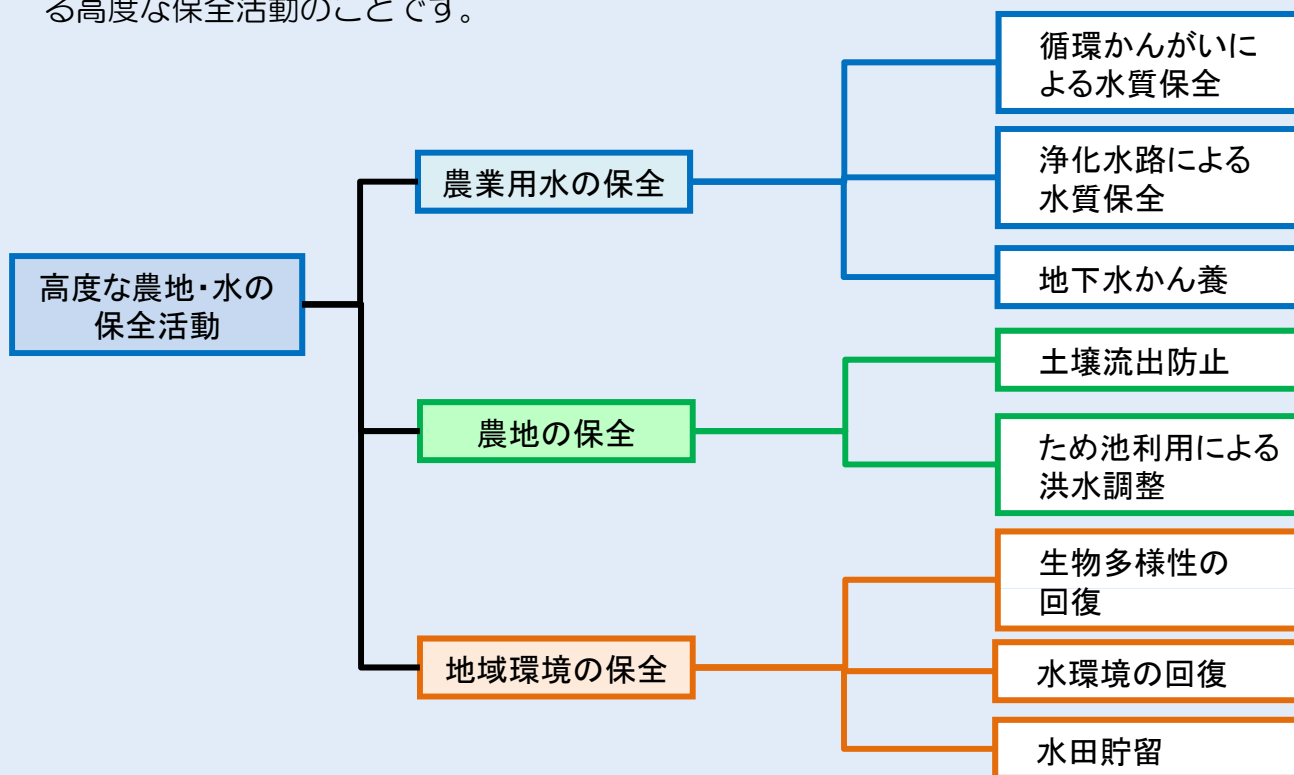 る高度な保全活動のことです。
循環かんがいに
よる水質保全
浄化水路による
水質保全
農業用水の保全
地下水かん養
高度な農地・水の
保全活動
土壌流出防止
農地の保全
ため池利用による
洪水調整
生物多様性の
回復
地域環境の保全
水環境の回復
水田貯留